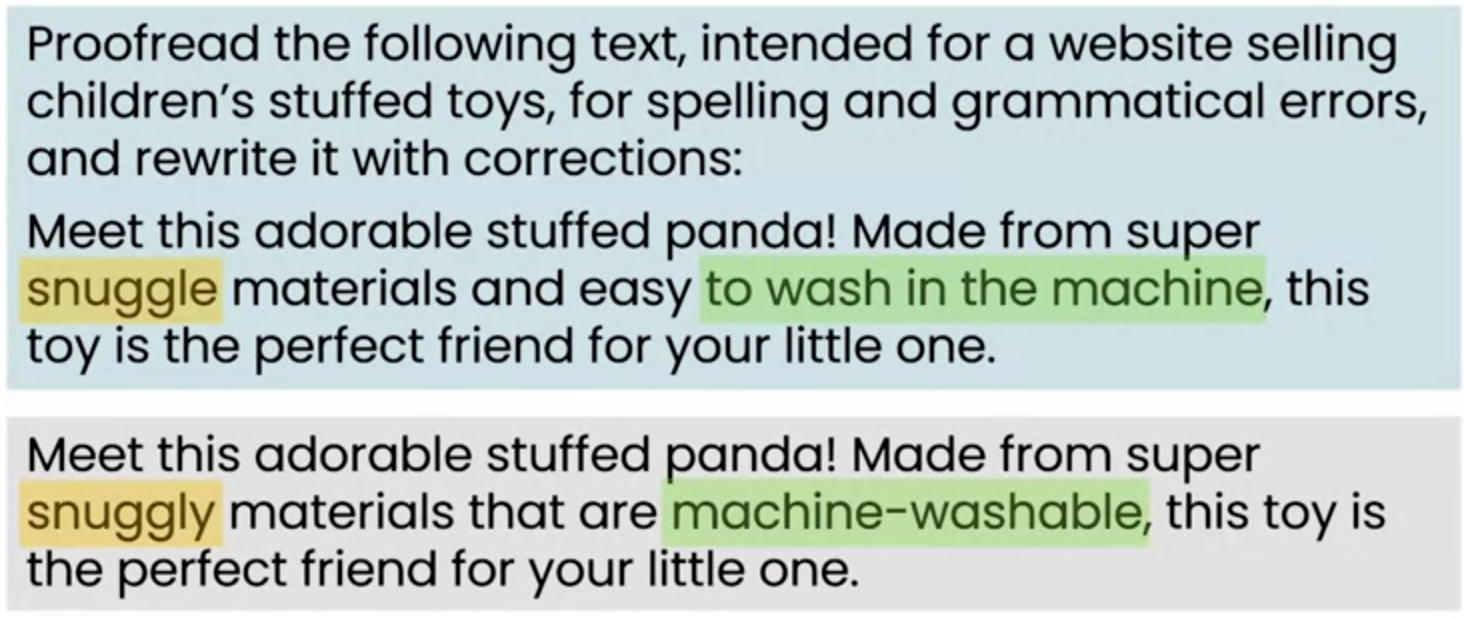 Proofread the following text, intended for a website selling
children’s stuffed toys, for spelling and grammatical errors,
and rewrite it with corrections:
Meet this adorable stuffed panda! Made from super
snuggle materials and easy to wash in the machine, this
toy is the perfect friend for your little one.
Meet this adorable stuffed panda! Made from super
snuggly materials that are machine-washable, this toy is
the perfect friend for your little one.